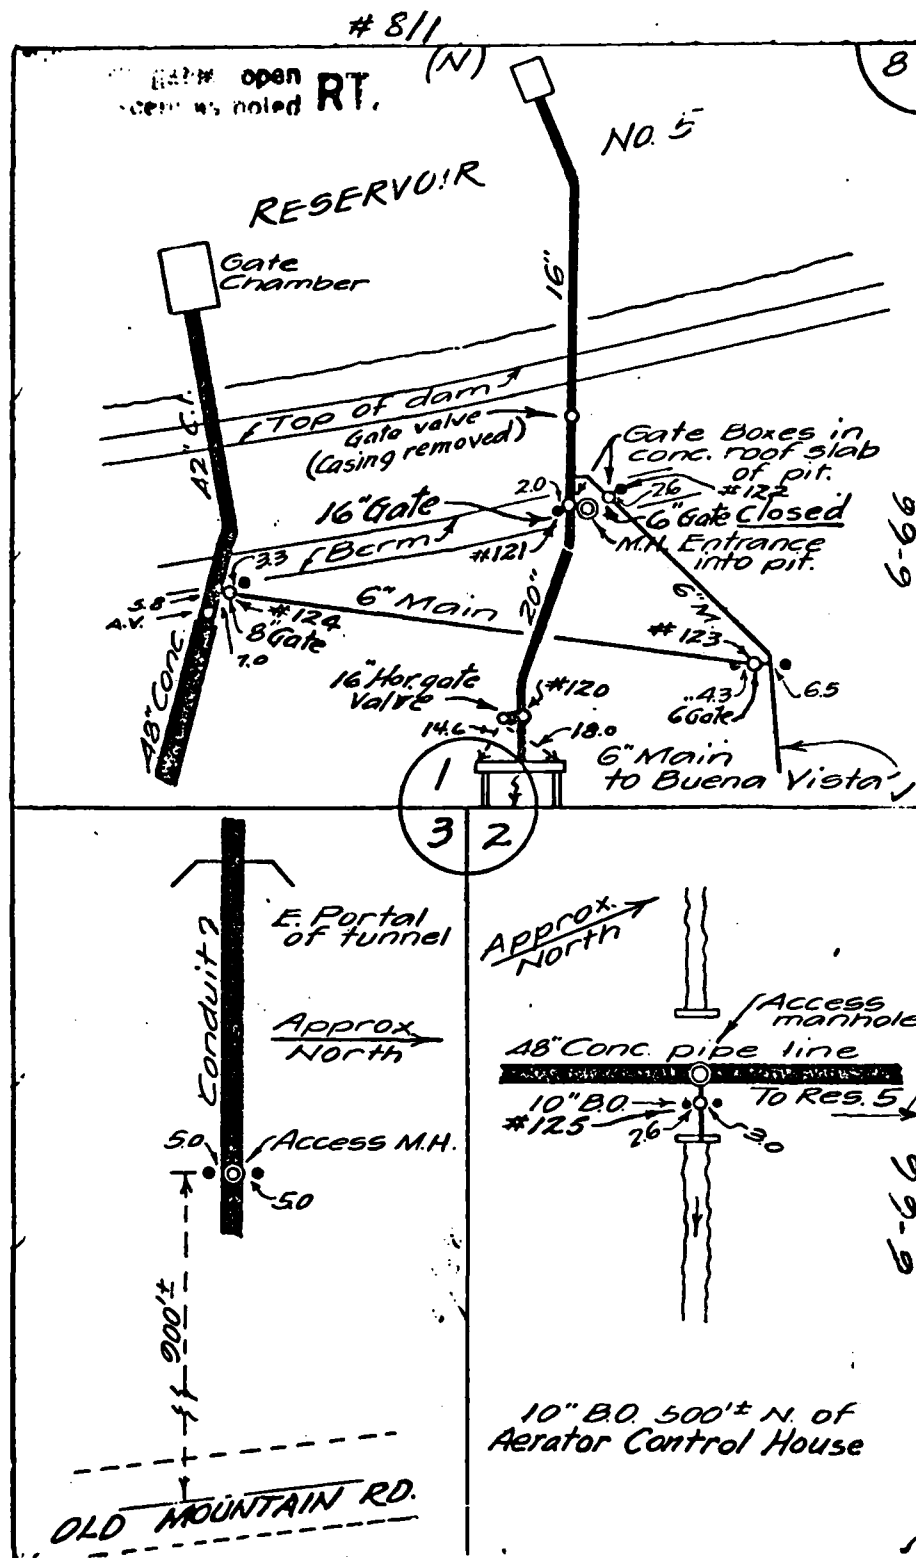 # 811
(N)
8
open
noted RT.
NO. 5
RESERVOIR
Gate
Chamber
16"
42" C.I.
Top of dam
Gate valve
(Casing removed)
Gate Boxes in
conc. roof slab
of pit.
#122
2.0
26
16" Gate
6" Gate Closed
#121
M.H. Entrance
into pit.
Berm
3.3
6-66
5.8
A.V.
#124
8" Gate
7.0
6" Main
20"
6"
#123
48" Conc.
16" Hor. gate
valve
#120
4.3
6.5
6" Gate
14.6
18.0
6" Main
to Buena Vista
1
3
2
Conduit
E. Portal
of tunnel
Approx.
North
5.0
Access M.H.
5.0
900'±
OLD MOUNTAIN RD.
Approx.
North
Access
manhole
48" Conc. pipe line
10" B.O.
To Res. 5
#125
2.6
3.0
6-66
10" B.O. 500'± N. of
Aerator Control House